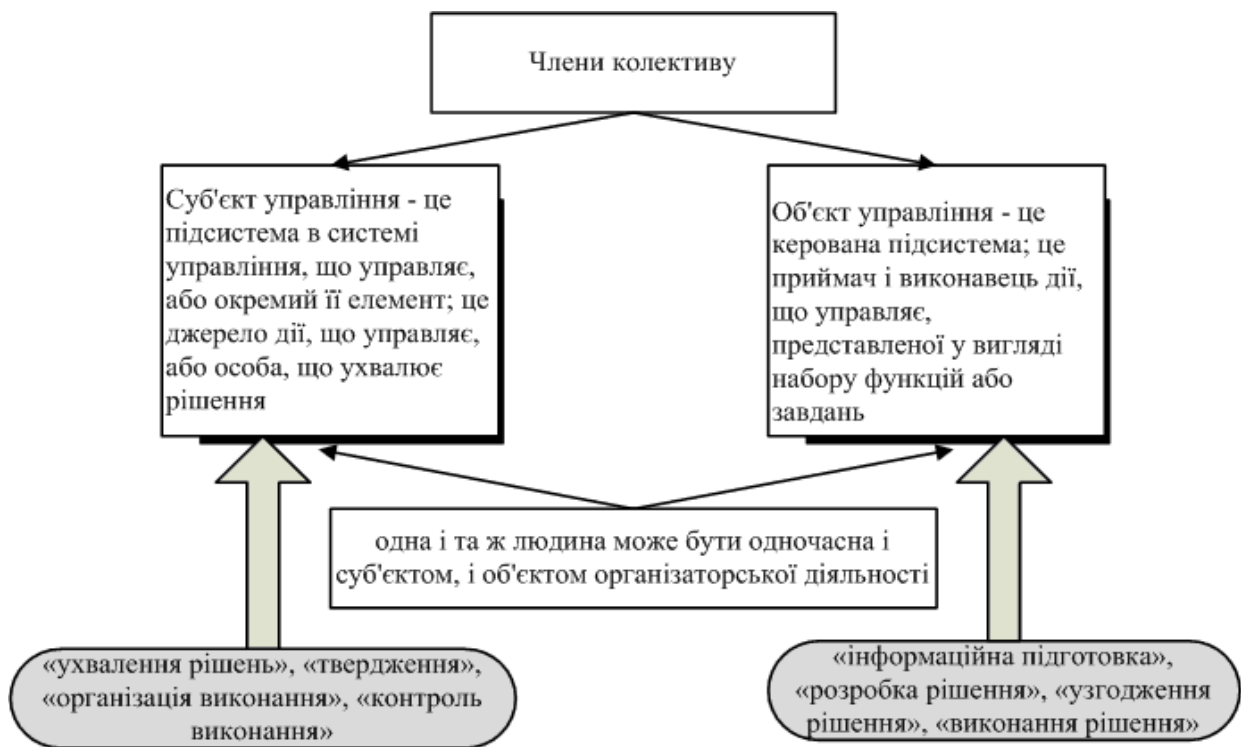 Члени колективу
Суб'єкт управління - це
підсистема в системі
управління, що управляє,
або окремий її елемент; це
джерело дії, що управляє,
або особа, що ухвалює
рішення
Об'єкт управління - це
керована підсистема; це
приймач і виконавець дії,
що управляє,
представленої у вигляді
набору функцій або
завдань
одна і та ж людина може бути одночасна і
суб'єктом, і об'єктом організаторської діяльності
«ухвалення рішень», «твердження»,
«організація виконання», «контроль
виконання»
«інформаційна підготовка»,
«розробка рішення», «узгодження
рішення», «виконання рішення»